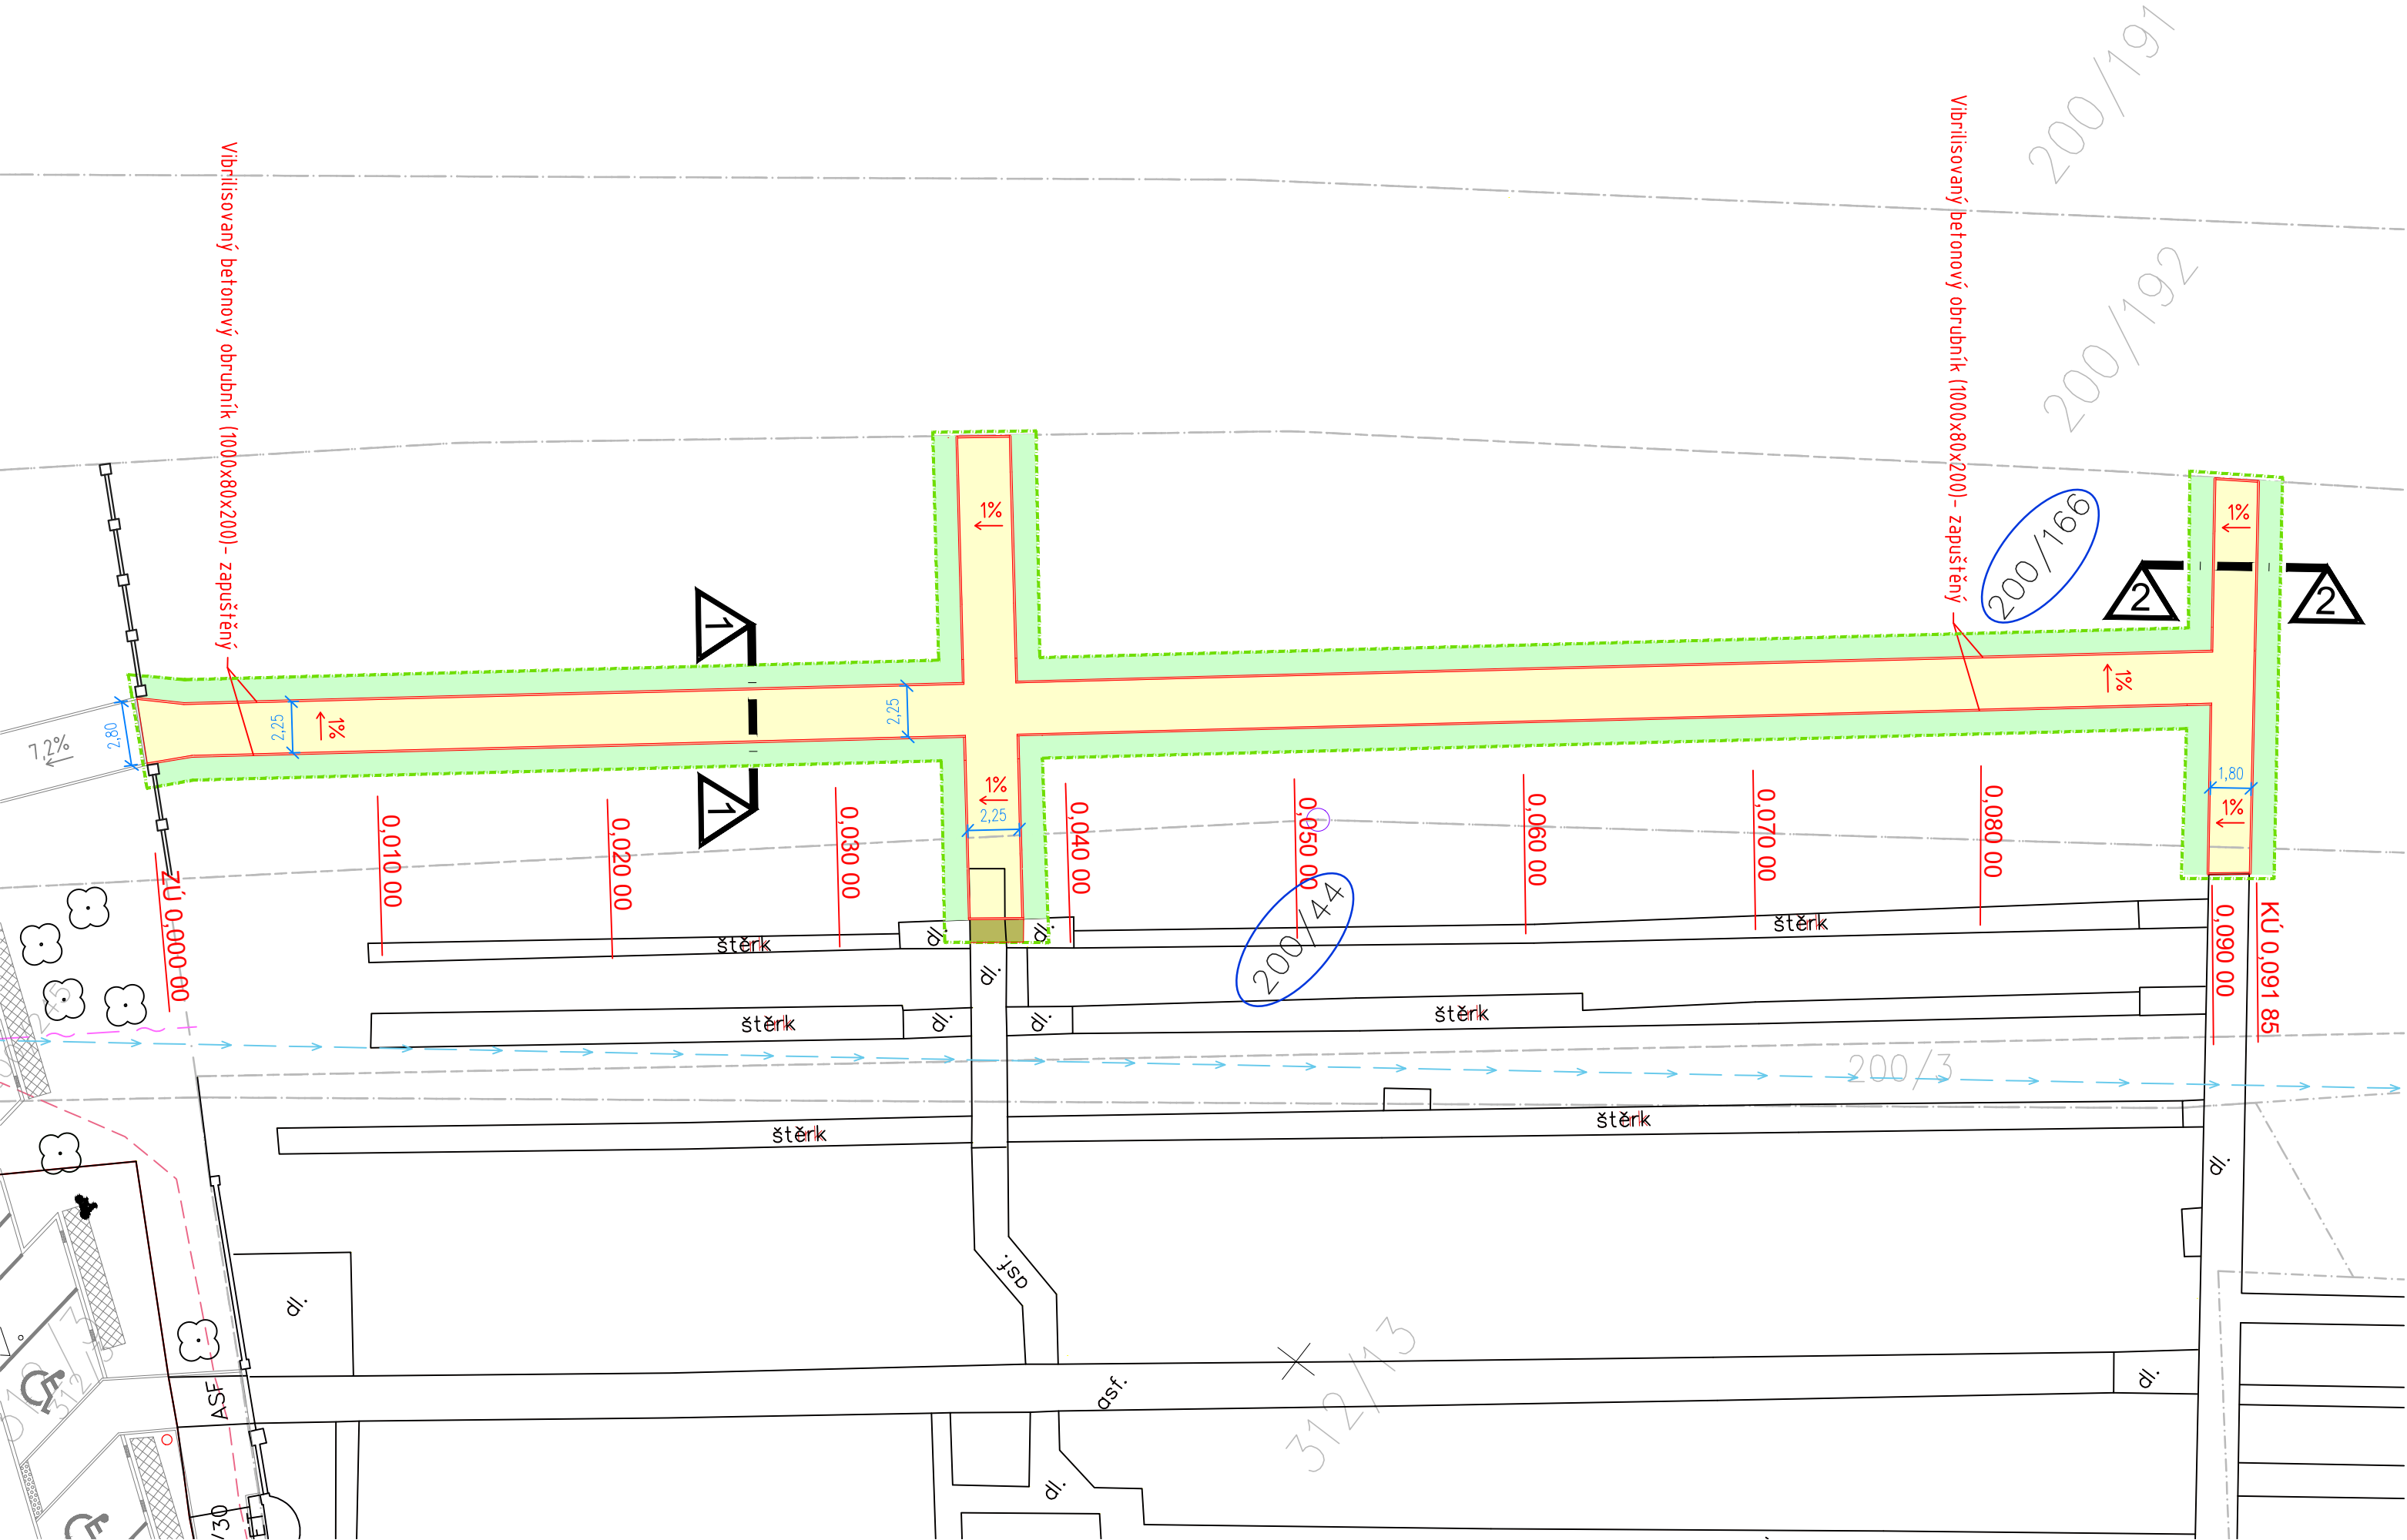 200/191
Vibrilisovaný betonový obrubník (1000x80x200)- zapuštěný
Vibrilisovaný betonový obrubník (1000x80x200)- zapuštěný
200/192
200/166
1%
1%
2
2
1
2,80
7,2%
2,25
1%
2,25
1%
1
1%
2,25
1,80
1%
ZÚ 0,000 00
0,010 00
0,020 00
0,030 00
0,040 00
0,050 00
0,060 00
0,070 00
0,080 00
0,090 00
KÚ 0,091 85
štěrk
dl.
dl.
štěrk
200/44
dl.
štěrk
dl.
dl.
štěrk
200/3
štěrk
štěrk
dl.
asf.
dl.
312/13
ASF
asf.
dl.
dl.
/30